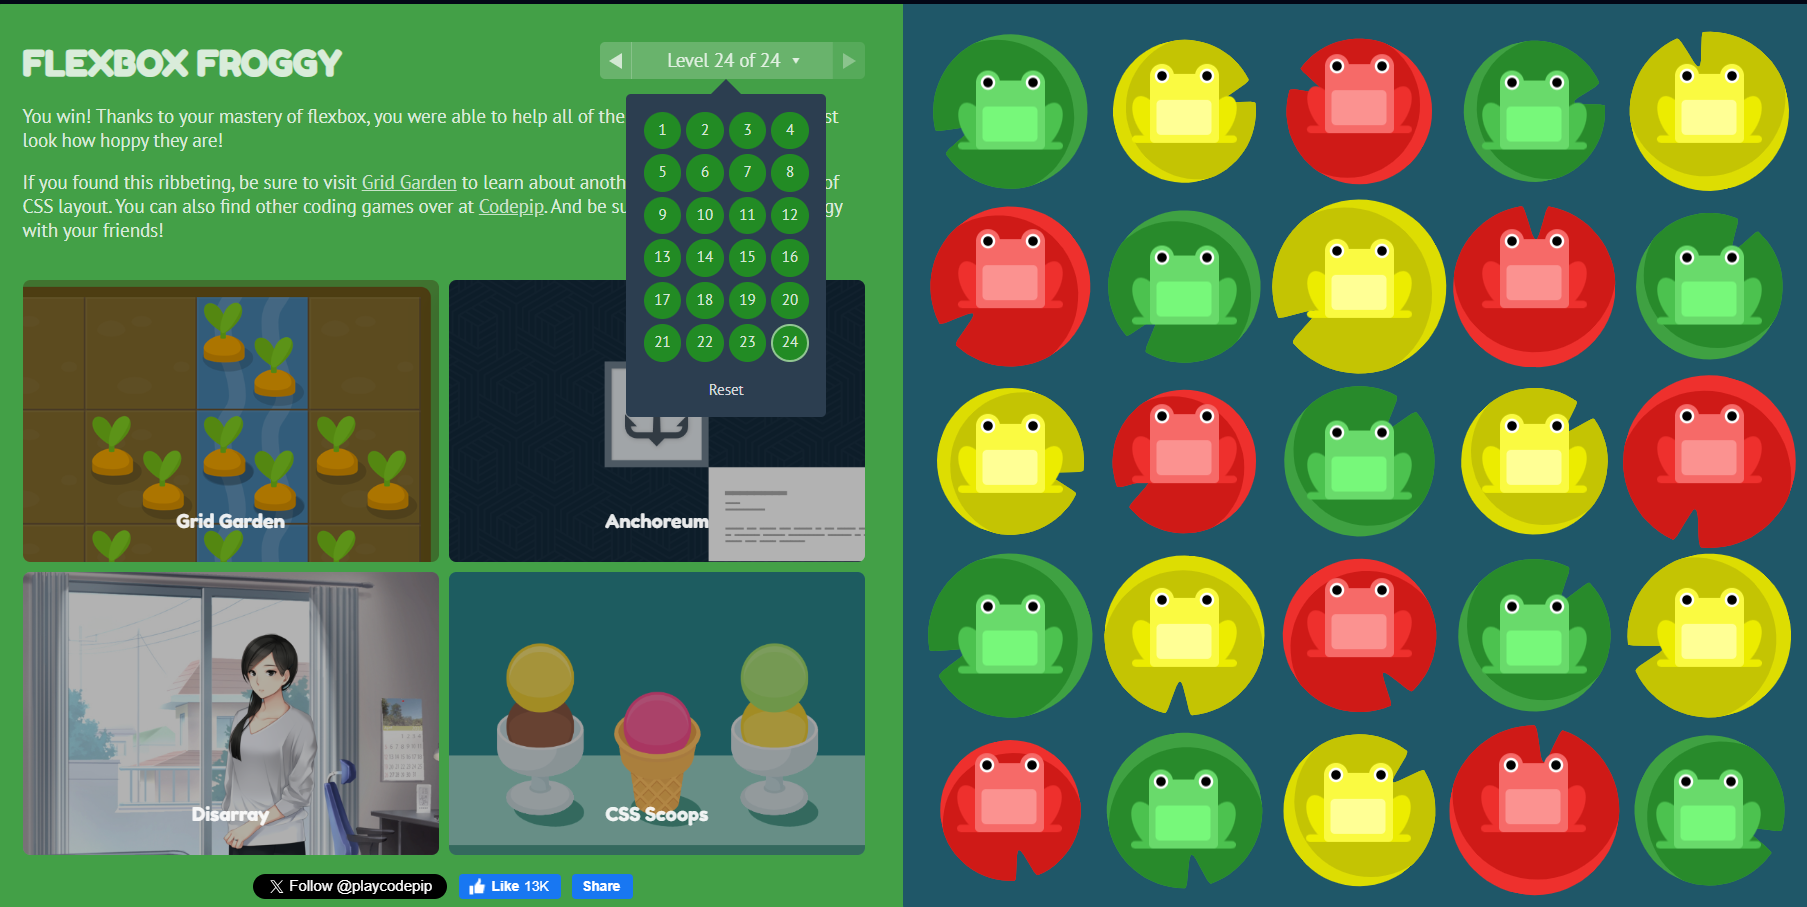 FLEXBOX FROGGY
◀ Level 24 of 24 ▼ ▶
You win! Thanks to your mastery of flexbox, you were able to help all of the st
look how hoppy they are!
If you found this ribbeting, be sure to visit Grid Garden to learn about anoth of
CSS layout. You can also find other coding games over at Codepip. And be su gy
with your friends!
1 2 3 4
5 6 7 8
9 10 11 12
13 14 15 16
17 18 19 20
21 22 23 24
Reset
Grid Garden
Anchoreum
Disarray
CSS Scoops
Follow @playcodepip
Like 13K
Share